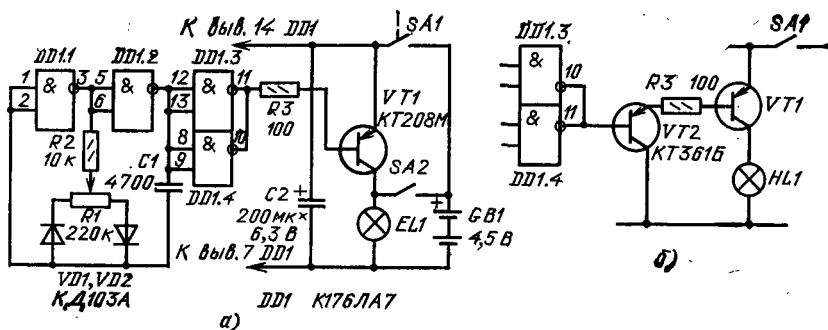 К выв. 14 DD1
SA1
DD1.1
DD1.2
DD1.3
1
2
&
3
5
6
&
12
13
&
11
8
9
&
10
DD1.4
R2
10к
C1
4700
R3
100
VT1
КТ208М
SA2
R1
220к
VD1,VD2
КД103А
C2
+
200мк×
6,3 В
EL1
+
GB1
4,5 В
К выв. 7 DD1
DD1 К176ЛА7
а)
DD1.3
&
10
&
11
DD1.4
R3 100
VT2
КТ361Б
VT1
SA1
HL1
б)